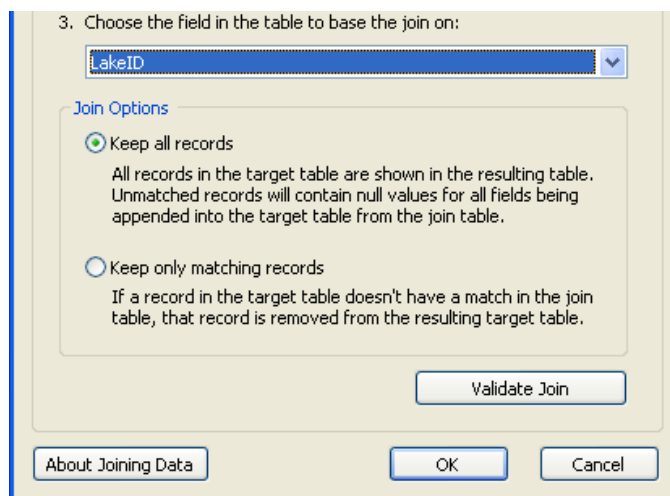 3. Choose the field in the table to base the join on:
LakeID
Join Options
Keep all records
All records in the target table are shown in the resulting table.
Unmatched records will contain null values for all fields being
appended into the target table from the join table.
Keep only matching records
If a record in the target table doesn't have a match in the join
table, that record is removed from the resulting target table.
Validate Join
About Joining Data
OK
Cancel